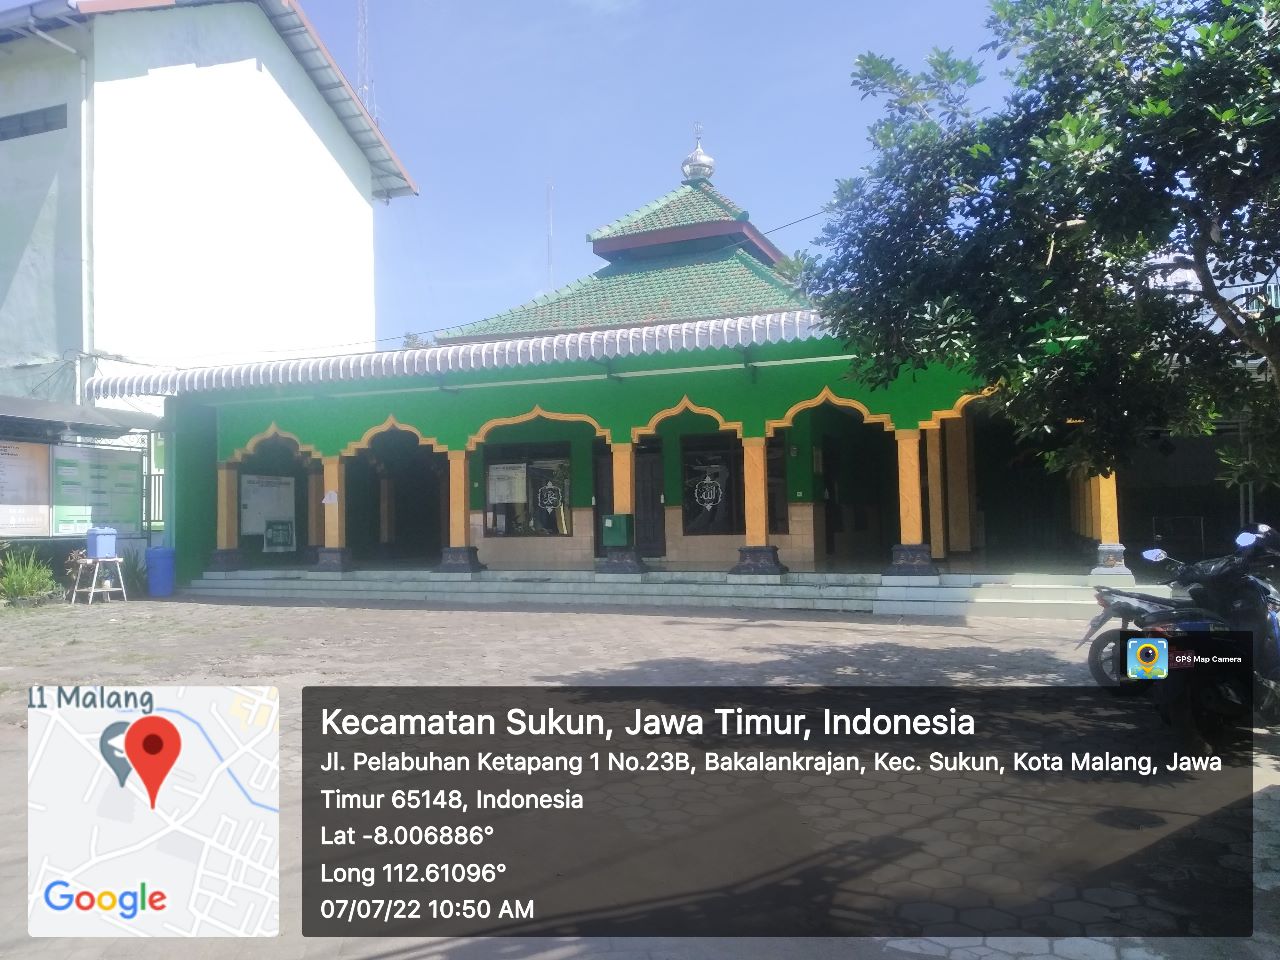 GPS Map Camera
11 Malang
Google
Kecamatan Sukun, Jawa Timur, Indonesia
Jl. Pelabuhan Ketapang 1 No.23B, Bakalankrajan, Kec. Sukun, Kota Malang, Jawa
Timur 65148, Indonesia
Lat -8.006886°
Long 112.61096°
07/07/22 10:50 AM